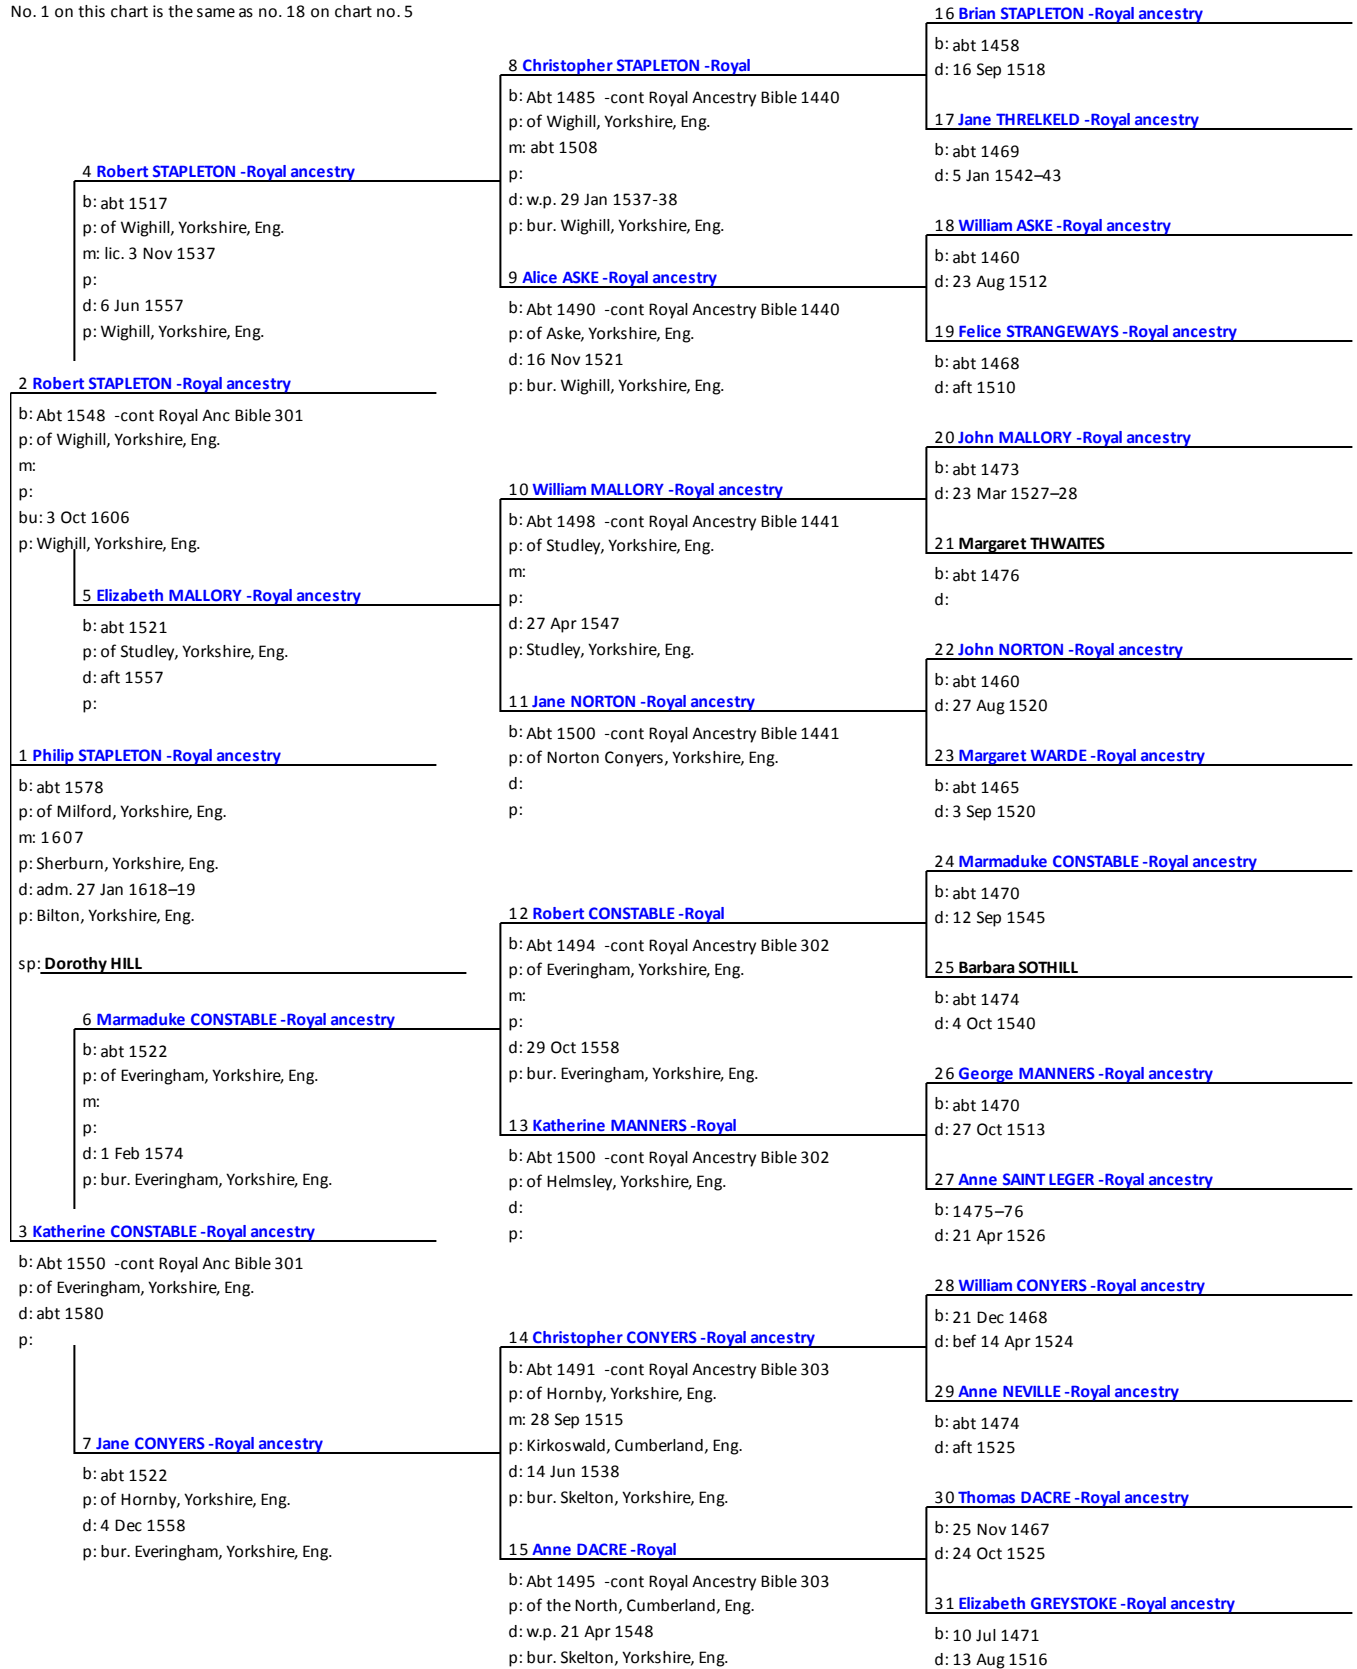 No. 1 on this chart is the same as no. 18 on chart no. 5
16 Brian STAPLETON -Royal ancestry
b: abt 1458
d: 16 Sep 1518
8 Christopher STAPLETON -Royal
b: Abt 1485 -cont Royal Ancestry Bible 1440
p: of Wighill, Yorkshire, Eng.
m: abt 1508
p:
d: w.p. 29 Jan 1537-38
p: bur. Wighill, Yorkshire, Eng.
17 Jane THRELKELD -Royal ancestry
b: abt 1469
d: 5 Jan 1542–43
4 Robert STAPLETON -Royal ancestry
b: abt 1517
p: of Wighill, Yorkshire, Eng.
m: lic. 3 Nov 1537
p:
d: 6 Jun 1557
p: Wighill, Yorkshire, Eng.
18 William ASKE -Royal ancestry
b: abt 1460
d: 23 Aug 1512
9 Alice ASKE -Royal ancestry
b: Abt 1490 -cont Royal Ancestry Bible 1440
p: of Aske, Yorkshire, Eng.
d: 16 Nov 1521
p: bur. Wighill, Yorkshire, Eng.
19 Felice STRANGEWAYS -Royal ancestry
b: abt 1468
d: aft 1510
2 Robert STAPLETON -Royal ancestry
b: Abt 1548 -cont Royal Anc Bible 301
p: of Wighill, Yorkshire, Eng.
m:
p:
bu: 3 Oct 1606
p: Wighill, Yorkshire, Eng.
20 John MALLORY -Royal ancestry
b: abt 1473
d: 23 Mar 1527–28
10 William MALLORY -Royal ancestry
b: Abt 1498 -cont Royal Ancestry Bible 1441
p: of Studley, Yorkshire, Eng.
m:
p:
d: 27 Apr 1547
p: Studley, Yorkshire, Eng.
21 Margaret THWAITES
b: abt 1476
d:
5 Elizabeth MALLORY -Royal ancestry
b: abt 1521
p: of Studley, Yorkshire, Eng.
d: aft 1557
p:
22 John NORTON -Royal ancestry
b: abt 1460
d: 27 Aug 1520
11 Jane NORTON -Royal ancestry
b: Abt 1500 -cont Royal Ancestry Bible 1441
p: of Norton Conyers, Yorkshire, Eng.
d:
p:
23 Margaret WARDE -Royal ancestry
b: abt 1465
d: 3 Sep 1520
1 Philip STAPLETON -Royal ancestry
b: abt 1578
p: of Milford, Yorkshire, Eng.
m: 1607
p: Sherburn, Yorkshire, Eng.
d: adm. 27 Jan 1618–19
p: Bilton, Yorkshire, Eng.
sp: Dorothy HILL
24 Marmaduke CONSTABLE -Royal ancestry
b: abt 1470
d: 12 Sep 1545
12 Robert CONSTABLE -Royal
b: Abt 1494 -cont Royal Ancestry Bible 302
p: of Everingham, Yorkshire, Eng.
m:
p:
d: 29 Oct 1558
p: bur. Everingham, Yorkshire, Eng.
25 Barbara SOTHILL
b: abt 1474
d: 4 Oct 1540
6 Marmaduke CONSTABLE -Royal ancestry
b: abt 1522
p: of Everingham, Yorkshire, Eng.
m:
p:
d: 1 Feb 1574
p: bur. Everingham, Yorkshire, Eng.
26 George MANNERS -Royal ancestry
b: abt 1470
d: 27 Oct 1513
13 Katherine MANNERS -Royal
b: Abt 1500 -cont Royal Ancestry Bible 302
p: of Helmsley, Yorkshire, Eng.
d:
p:
27 Anne SAINT LEGER -Royal ancestry
b: 1475–76
d: 21 Apr 1526
3 Katherine CONSTABLE -Royal ancestry
b: Abt 1550 -cont Royal Anc Bible 301
p: of Everingham, Yorkshire, Eng.
d: abt 1580
p:
28 William CONYERS -Royal ancestry
b: 21 Dec 1468
d: bef 14 Apr 1524
14 Christopher CONYERS -Royal ancestry
b: Abt 1491 -cont Royal Ancestry Bible 303
p: of Hornby, Yorkshire, Eng.
m: 28 Sep 1515
p: Kirkoswald, Cumberland, Eng.
d: 14 Jun 1538
p: bur. Skelton, Yorkshire, Eng.
29 Anne NEVILLE -Royal ancestry
b: abt 1474
d: aft 1525
7 Jane CONYERS -Royal ancestry
b: abt 1522
p: of Hornby, Yorkshire, Eng.
d: 4 Dec 1558
p: bur. Everingham, Yorkshire, Eng.
30 Thomas DACRE -Royal ancestry
b: 25 Nov 1467
d: 24 Oct 1525
15 Anne DACRE -Royal
b: Abt 1495 -cont Royal Ancestry Bible 303
p: of the North, Cumberland, Eng.
d: w.p. 21 Apr 1548
p: bur. Skelton, Yorkshire, Eng.
31 Elizabeth GREYSTOKE -Royal ancestry
b: 10 Jul 1471
d: 13 Aug 1516